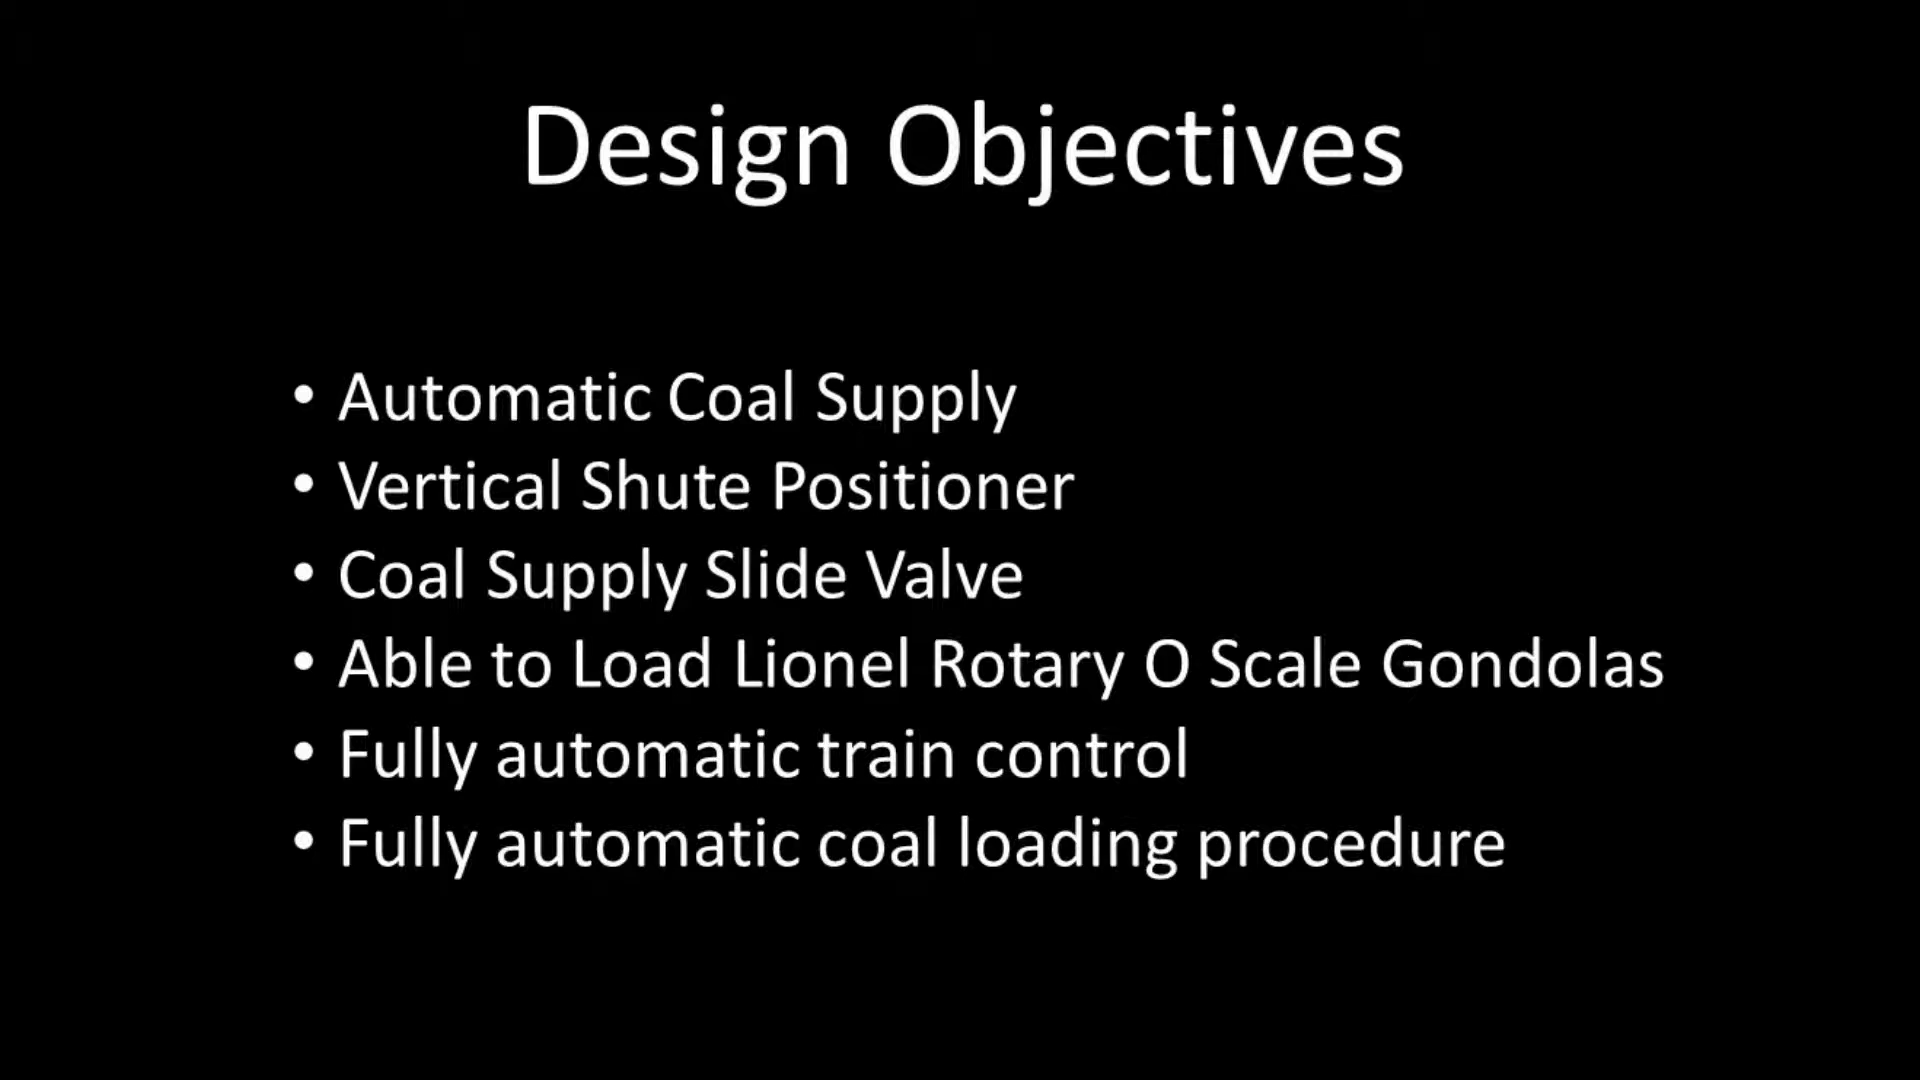 Design Objectives
• Automatic Coal Supply
• Vertical Shute Positioner
• Coal Supply Slide Valve
• Able to Load Lionel Rotary O Scale Gondolas
• Fully automatic train control
• Fully automatic coal loading procedure